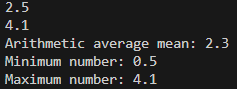 2.5
4.1
Arithmetic average mean: 2.3
Minimum number: 0.5
Maximum number: 4.1